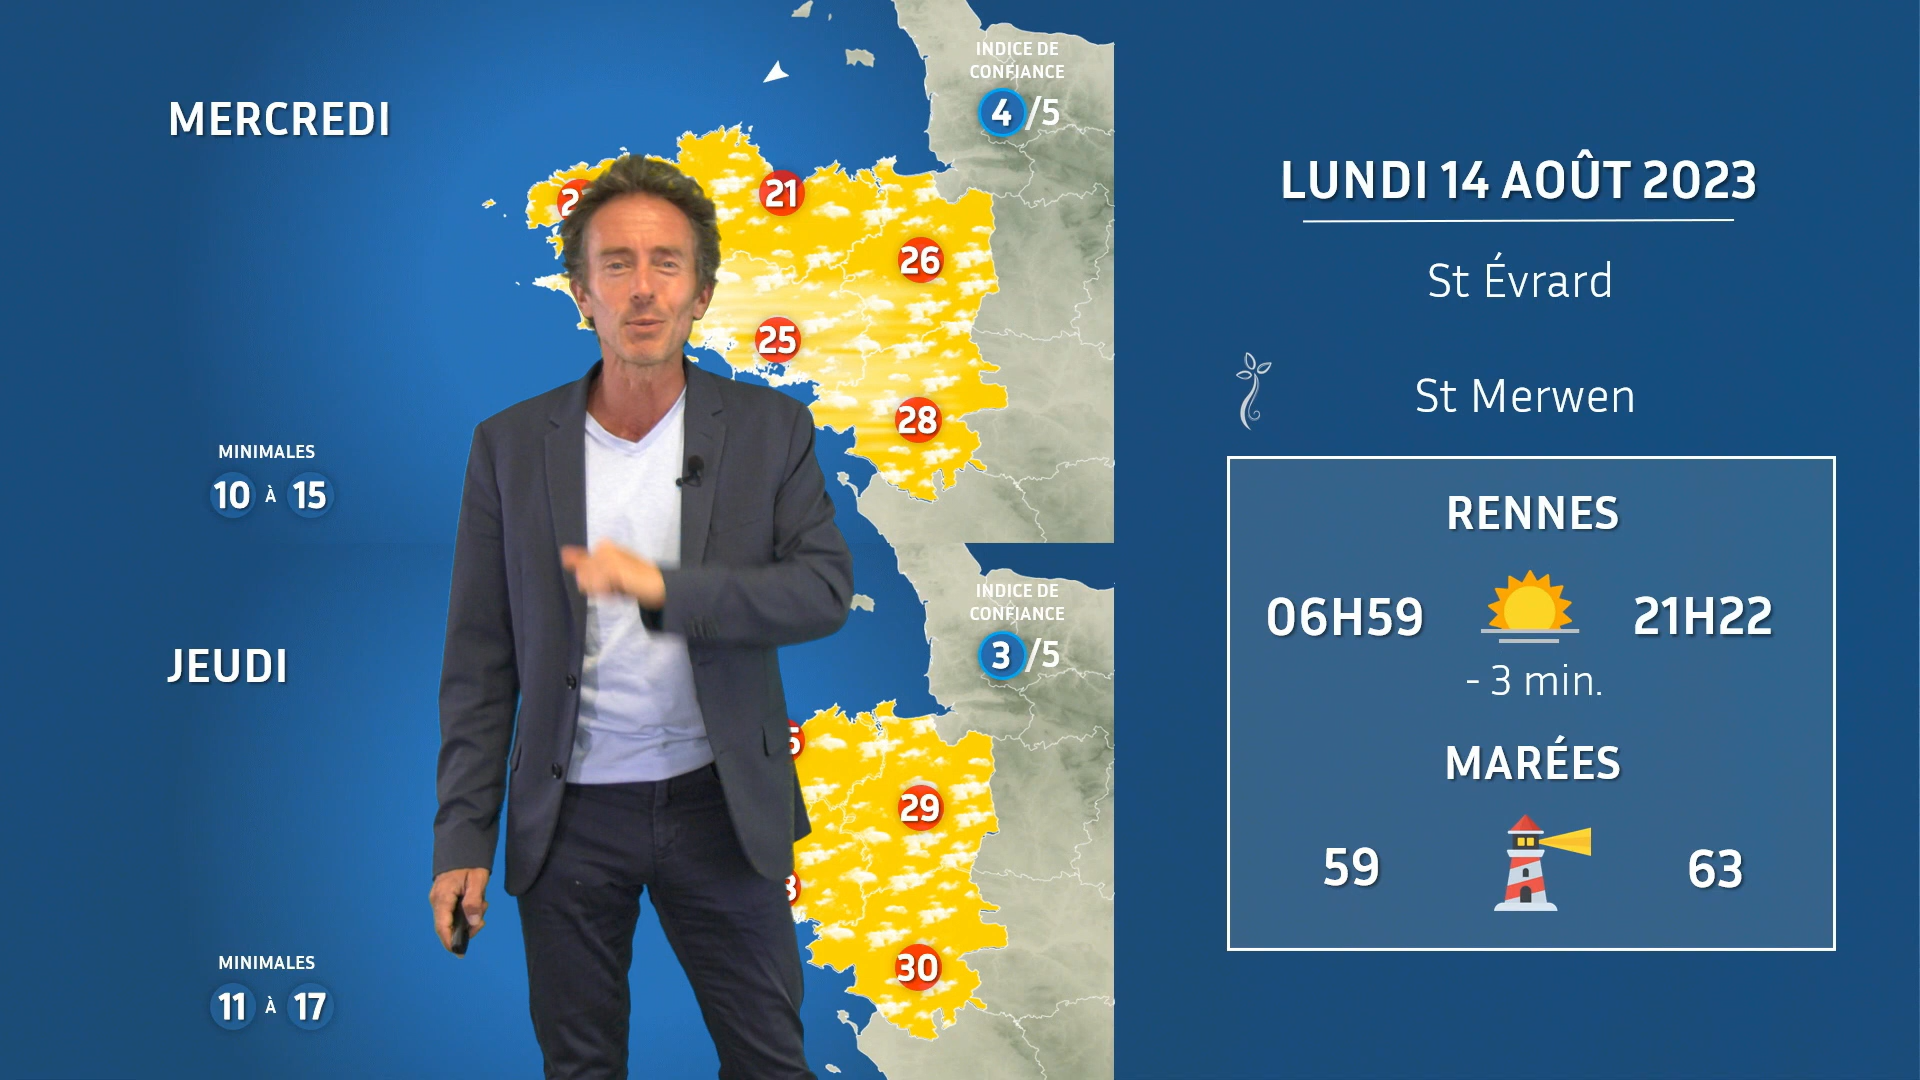 MERCREDI
INDICE DE
CONFIANCE
4/5
21
26
25
28
MINIMALES
10 À 15
JEUDI
INDICE DE
CONFIANCE
3/5
29
30
MINIMALES
11 À 17
LUNDI 14 AOÛT 2023
St Évrard
St Merwen
RENNES
06H59 21H22
- 3 min.
MARÉES
59 63